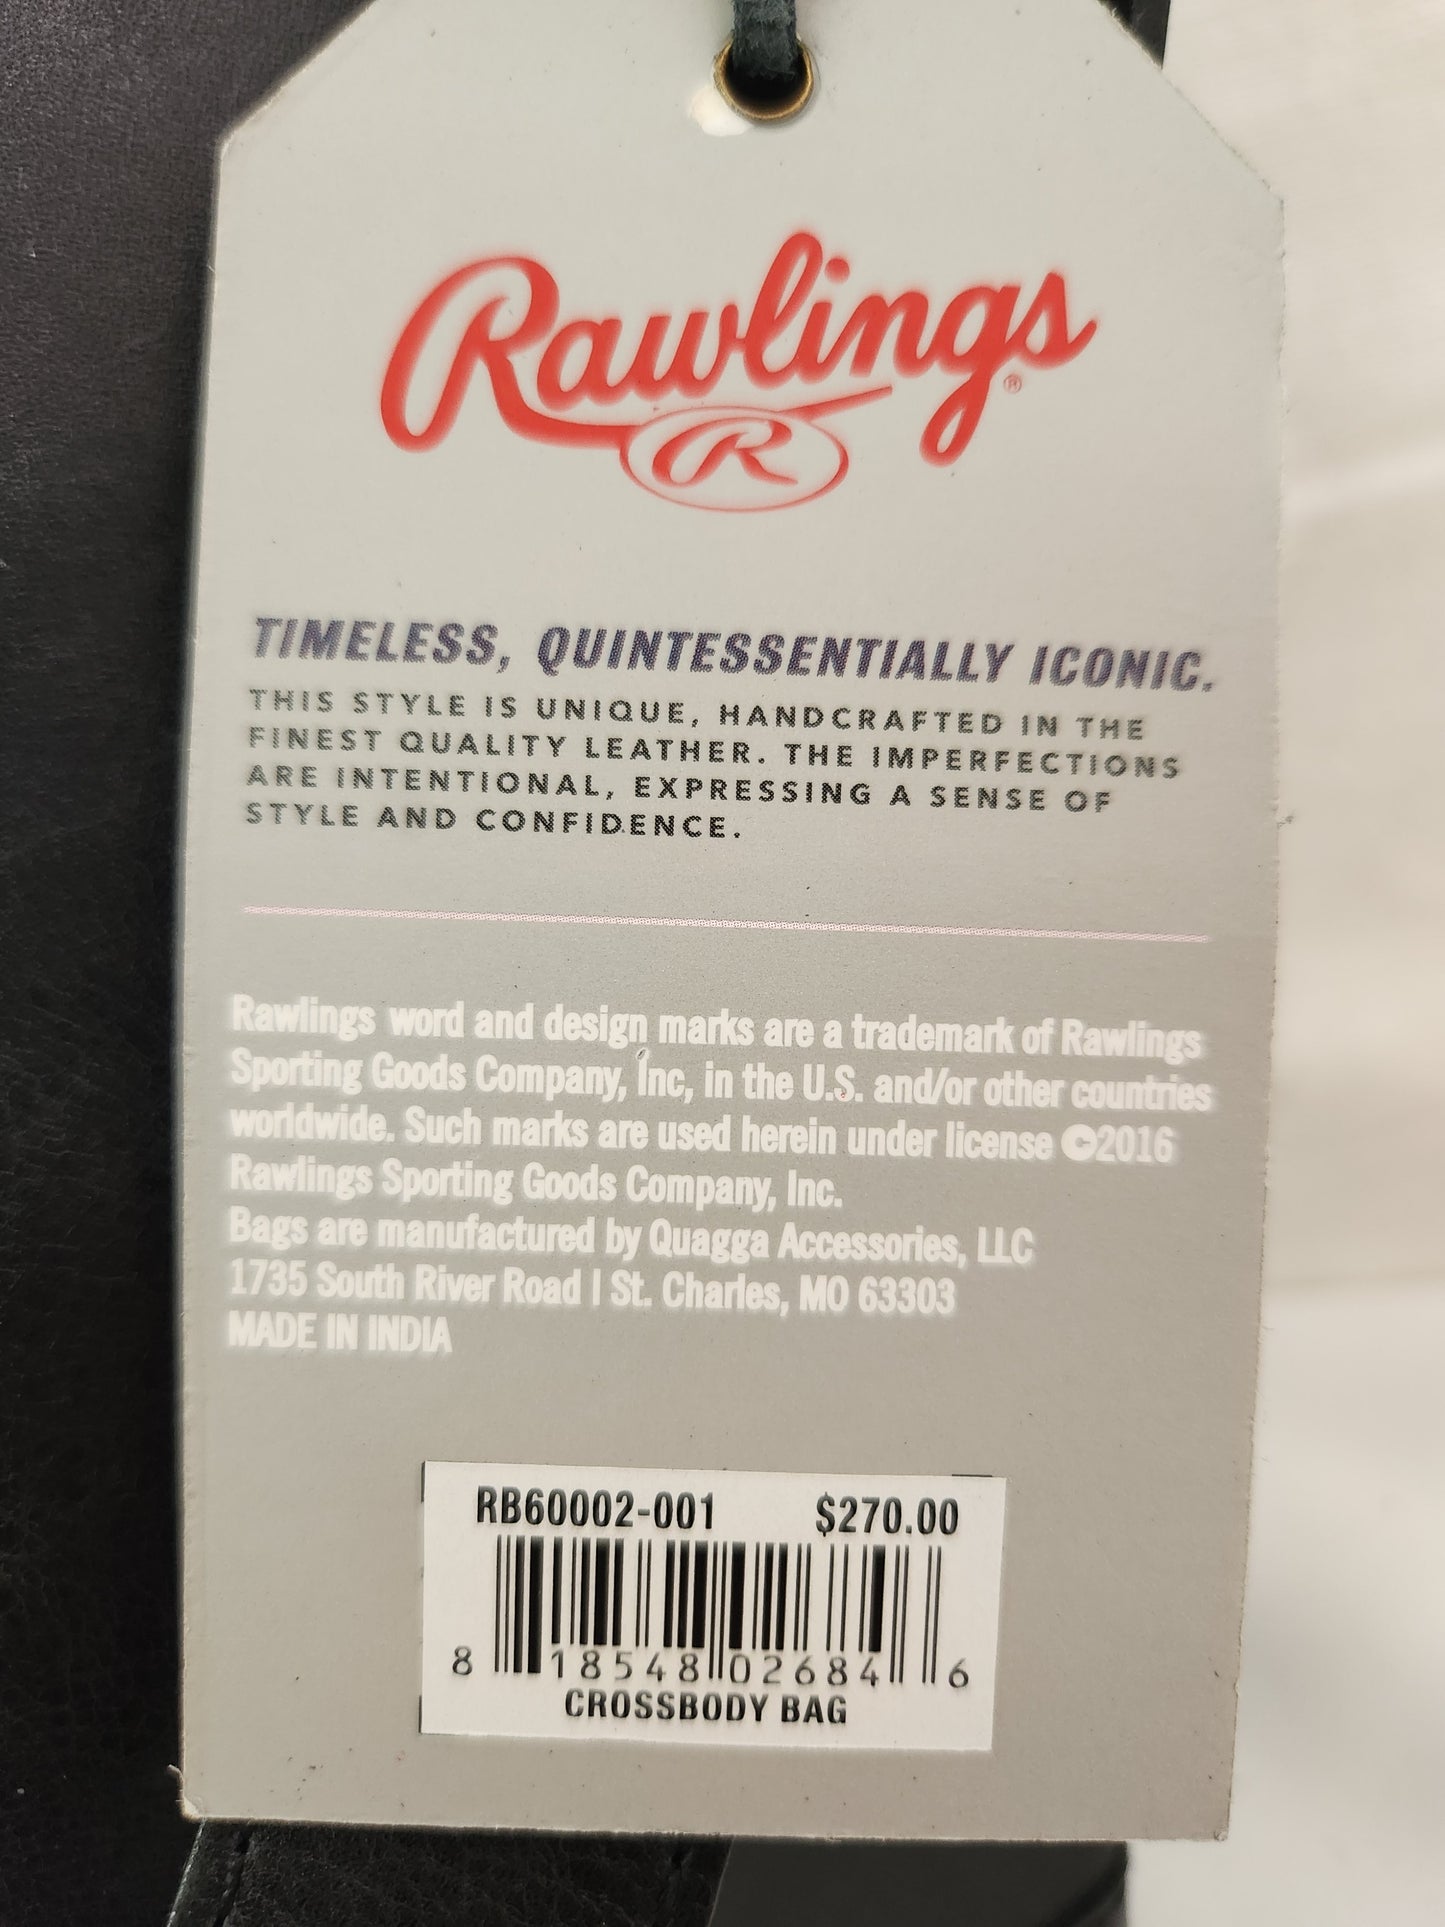 Rawlings®
R
TIMELESS, QUINTESSENTIALLY ICONIC.
THIS STYLE IS UNIQUE, HANDCRAFTED IN THE
FINEST QUALITY LEATHER. THE IMPERFECTIONS
ARE INTENTIONAL, EXPRESSING A SENSE OF
STYLE AND CONFIDENCE.
Rawlings word and design marks are a trademark of Rawlings
Sporting Goods Company, Inc, in the U.S. and/or other countries
worldwide. Such marks are used herein under license ©2016
Rawlings Sporting Goods Company, Inc.
Bags are manufactured by Quagga Accessories, LLC
1735 South River Road | St. Charles, MO 63303
MADE IN INDIA
RB60002-001 $270.00
8 18548 02684 6
CROSSBODY BAG